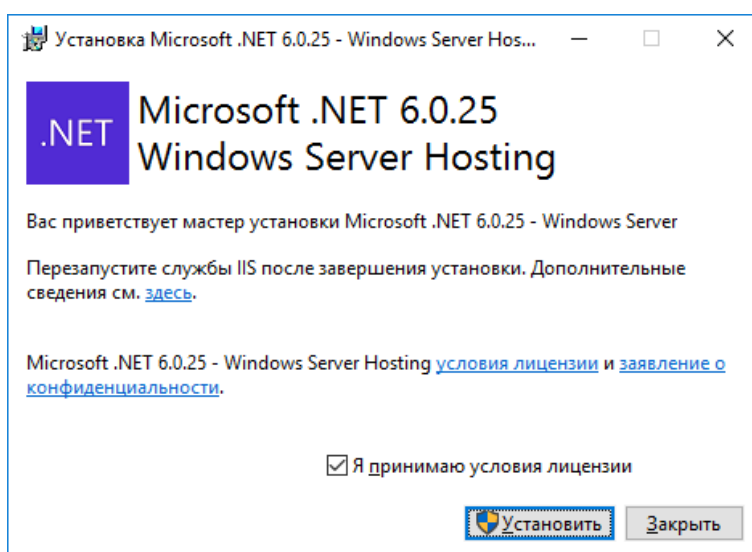 Установка Microsoft .NET 6.0.25 - Windows Server Hos...
.NET
Microsoft .NET 6.0.25
Windows Server Hosting
Вас приветствует мастер установки Microsoft .NET 6.0.25 - Windows Server
Перезапустите службы IIS после завершения установки. Дополнительные
сведения см. здесь.
Microsoft .NET 6.0.25 - Windows Server Hosting условия лицензии и заявление о
конфиденциальности.
Я принимаю условия лицензии
Установить
Закрыть